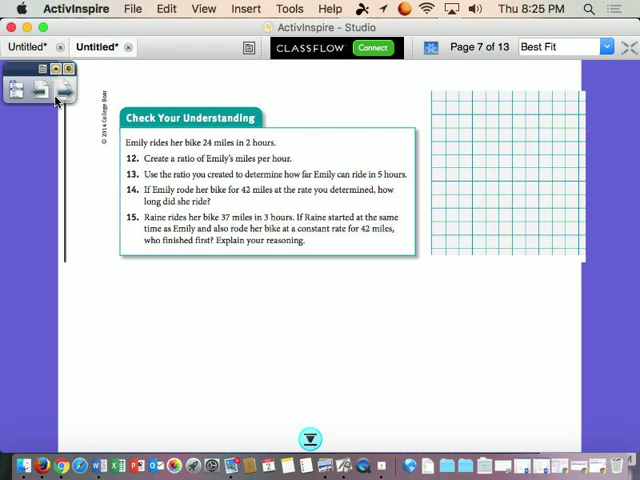 ActivInspire File Edit View Insert Tools Help Thu 8:25 PM
ActivInspire - Studio
Untitled* Untitled* CLASSFLOW Connect Page 7 of 13 Best Fit
© 2014 College Boar
Check Your Understanding
Emily rides her bike 24 miles in 2 hours.
12. Create a ratio of Emily's miles per hour.
13. Use the ratio you created to determine how far Emily can ride in 5 hours.
14. If Emily rode her bike for 42 miles at the rate you determined, how
long did she ride?
15. Raine rides her bike 37 miles in 3 hours. If Raine started at the same
time as Emily and also rode her bike at a constant rate for 42 miles,
who finished first? Explain your reasoning.